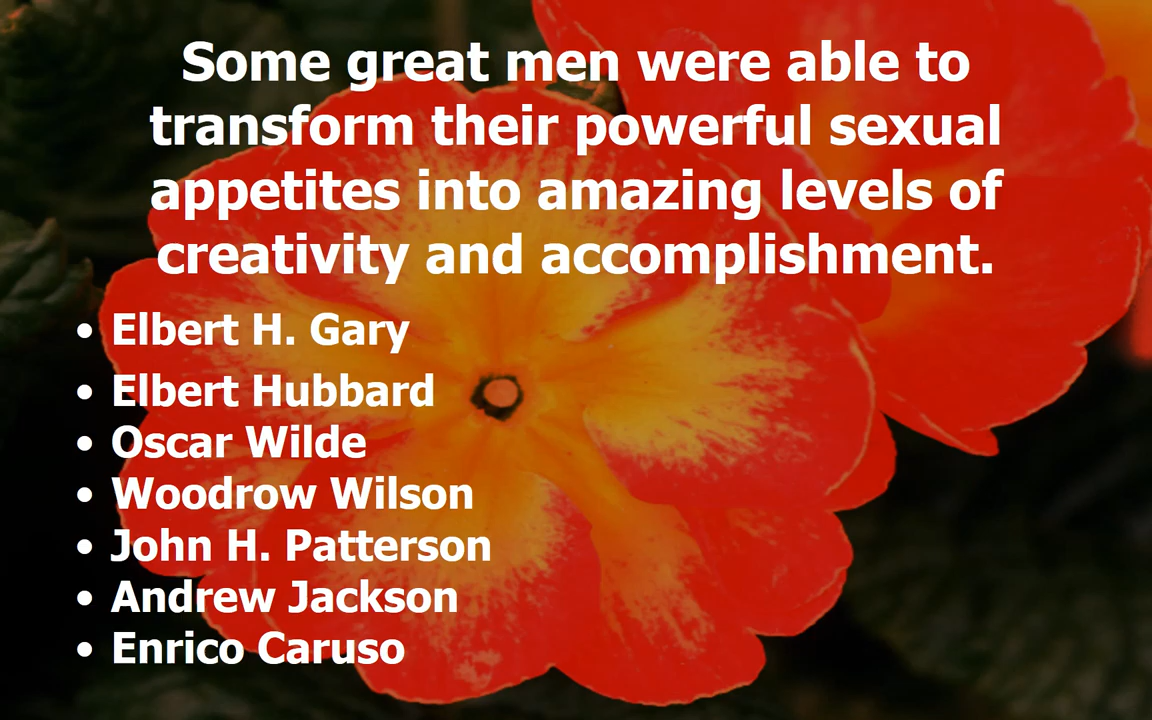 Some great men were able to
transform their powerful sexual
appetites into amazing levels of
creativity and accomplishment.
• Elbert H. Gary
• Elbert Hubbard
• Oscar Wilde
• Woodrow Wilson
• John H. Patterson
• Andrew Jackson
• Enrico Caruso